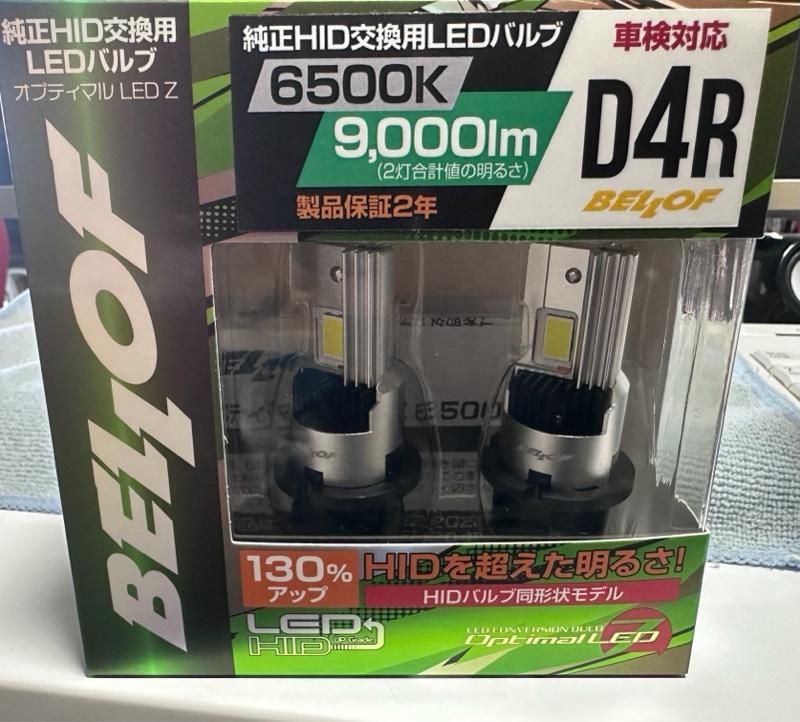 純正HID交換用
LEDバルブ
オプティマル LED Z
BELLOF
純正HID交換用LEDバルブ
6500K
9,000lm
(2灯合計値の明るさ)
製品保証2年
車検対応
D4R
BELLOF
BELLOF
6500
130%
アップ
HIDを超えた明るさ!
HIDバルブ同形状モデル
LED
HID UP Grade
LED CONVERSION BULB
Optimal LED Z